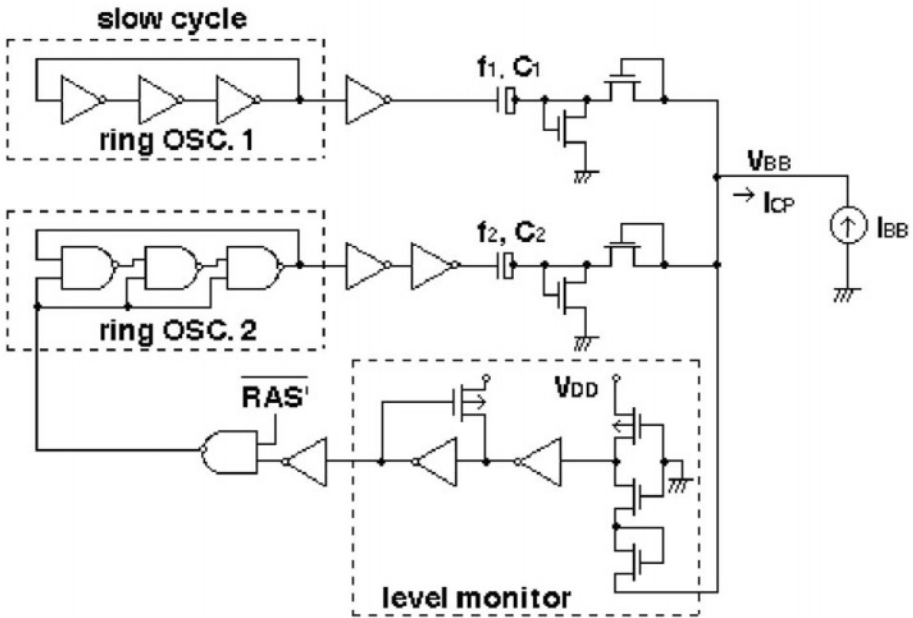 slow cycle
ring OSC. 1
f1, C1
VBB
ICP
IBB
f2, C2
ring OSC. 2
RAS'
VDD
level monitor